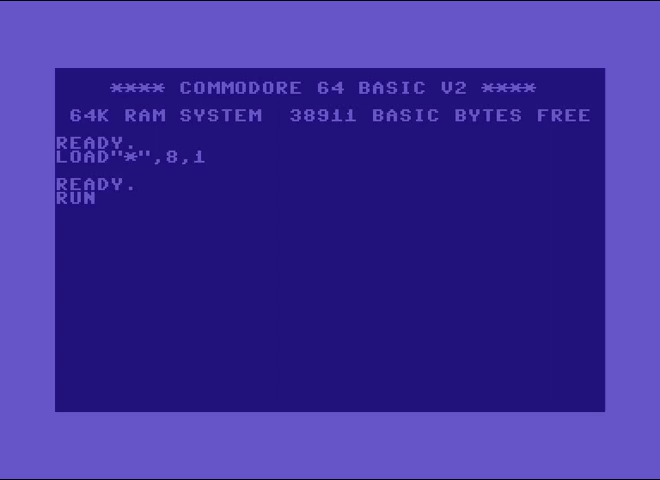 **** COMMODORE 64 BASIC V2 ****
64K RAM SYSTEM  38911 BASIC BYTES FREE
READY.
LOAD"*",8,1
READY.
RUN